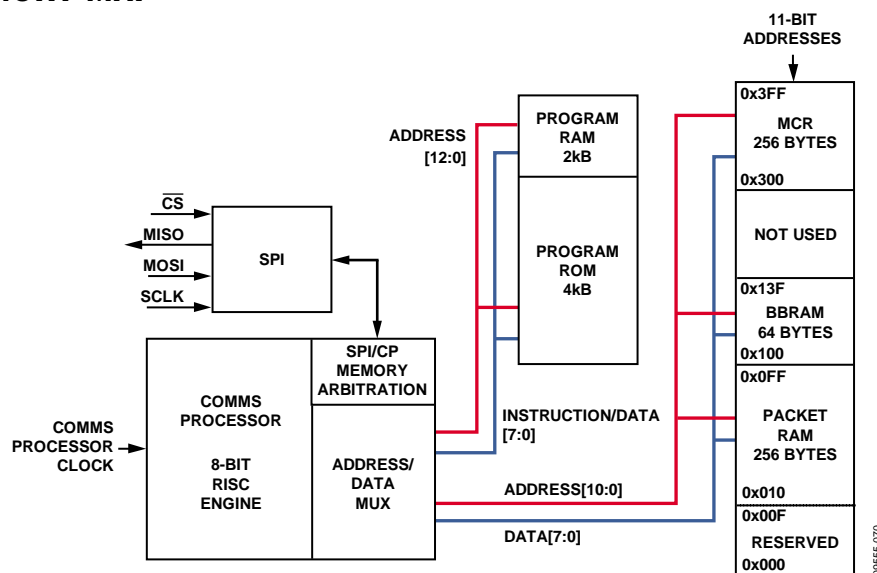 11-BIT
ADDRESSES
0x3FF
MCR
256 BYTES
0x300
NOT USED
0x13F
BBRAM
64 BYTES
0x100
0x0FF
PACKET
RAM
256 BYTES
0x010
0x00F
RESERVED
0x000
ADDRESS
[12:0]
PROGRAM
RAM
2kB
PROGRAM
ROM
4kB
CS
MISO
MOSI
SCLK
SPI
SPI/CP
MEMORY
ARBITRATION
COMMS
PROCESSOR
CLOCK
COMMS
PROCESSOR
8-BIT
RISC
ENGINE
ADDRESS/
DATA
MUX
INSTRUCTION/DATA
[7:0]
ADDRESS[10:0]
DATA[7:0]